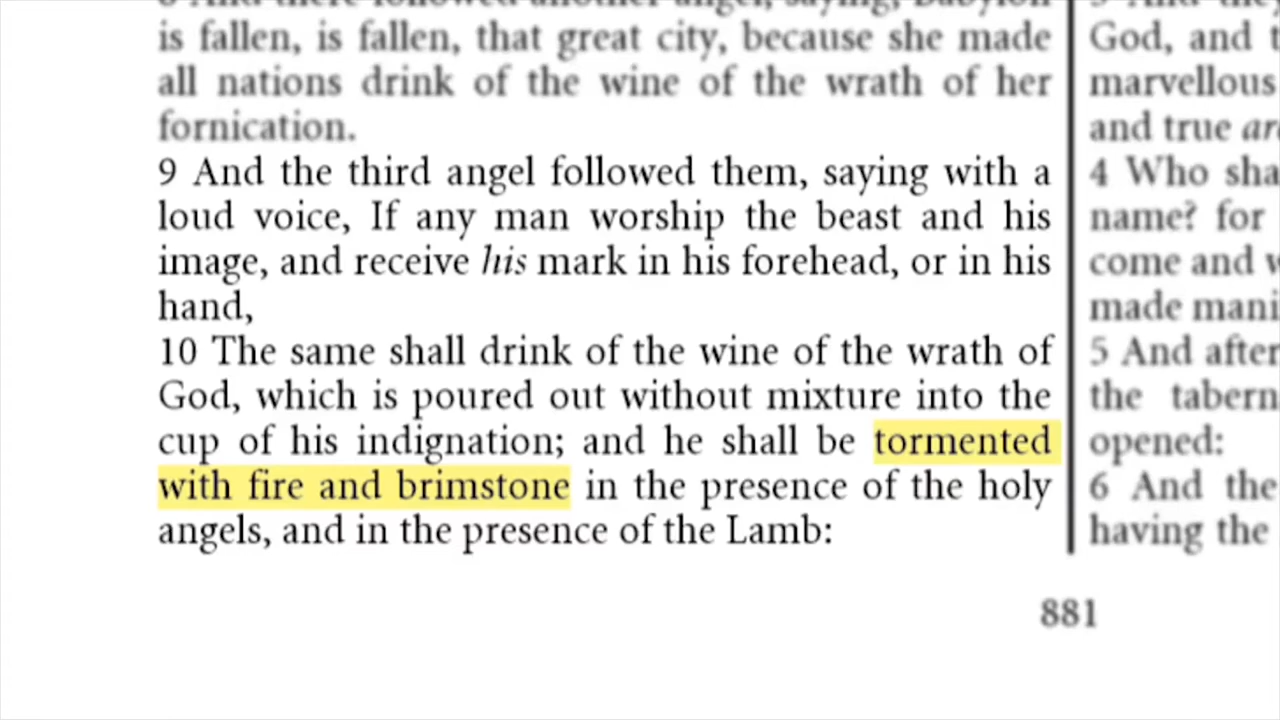 is fallen, is fallen, that great city, because she made
all nations drink of the wine of the wrath of her
fornication.
9 And the third angel followed them, saying with a
loud voice, If any man worship the beast and his
image, and receive his mark in his forehead, or in his
hand,
10 The same shall drink of the wine of the wrath of
God, which is poured out without mixture into the
cup of his indignation; and he shall be tormented
with fire and brimstone in the presence of the holy
angels, and in the presence of the Lamb:
God, and
marvellous
and true
4 Who
name? for
come and
made
5 And after
the
opened:
6 And the
having the
881